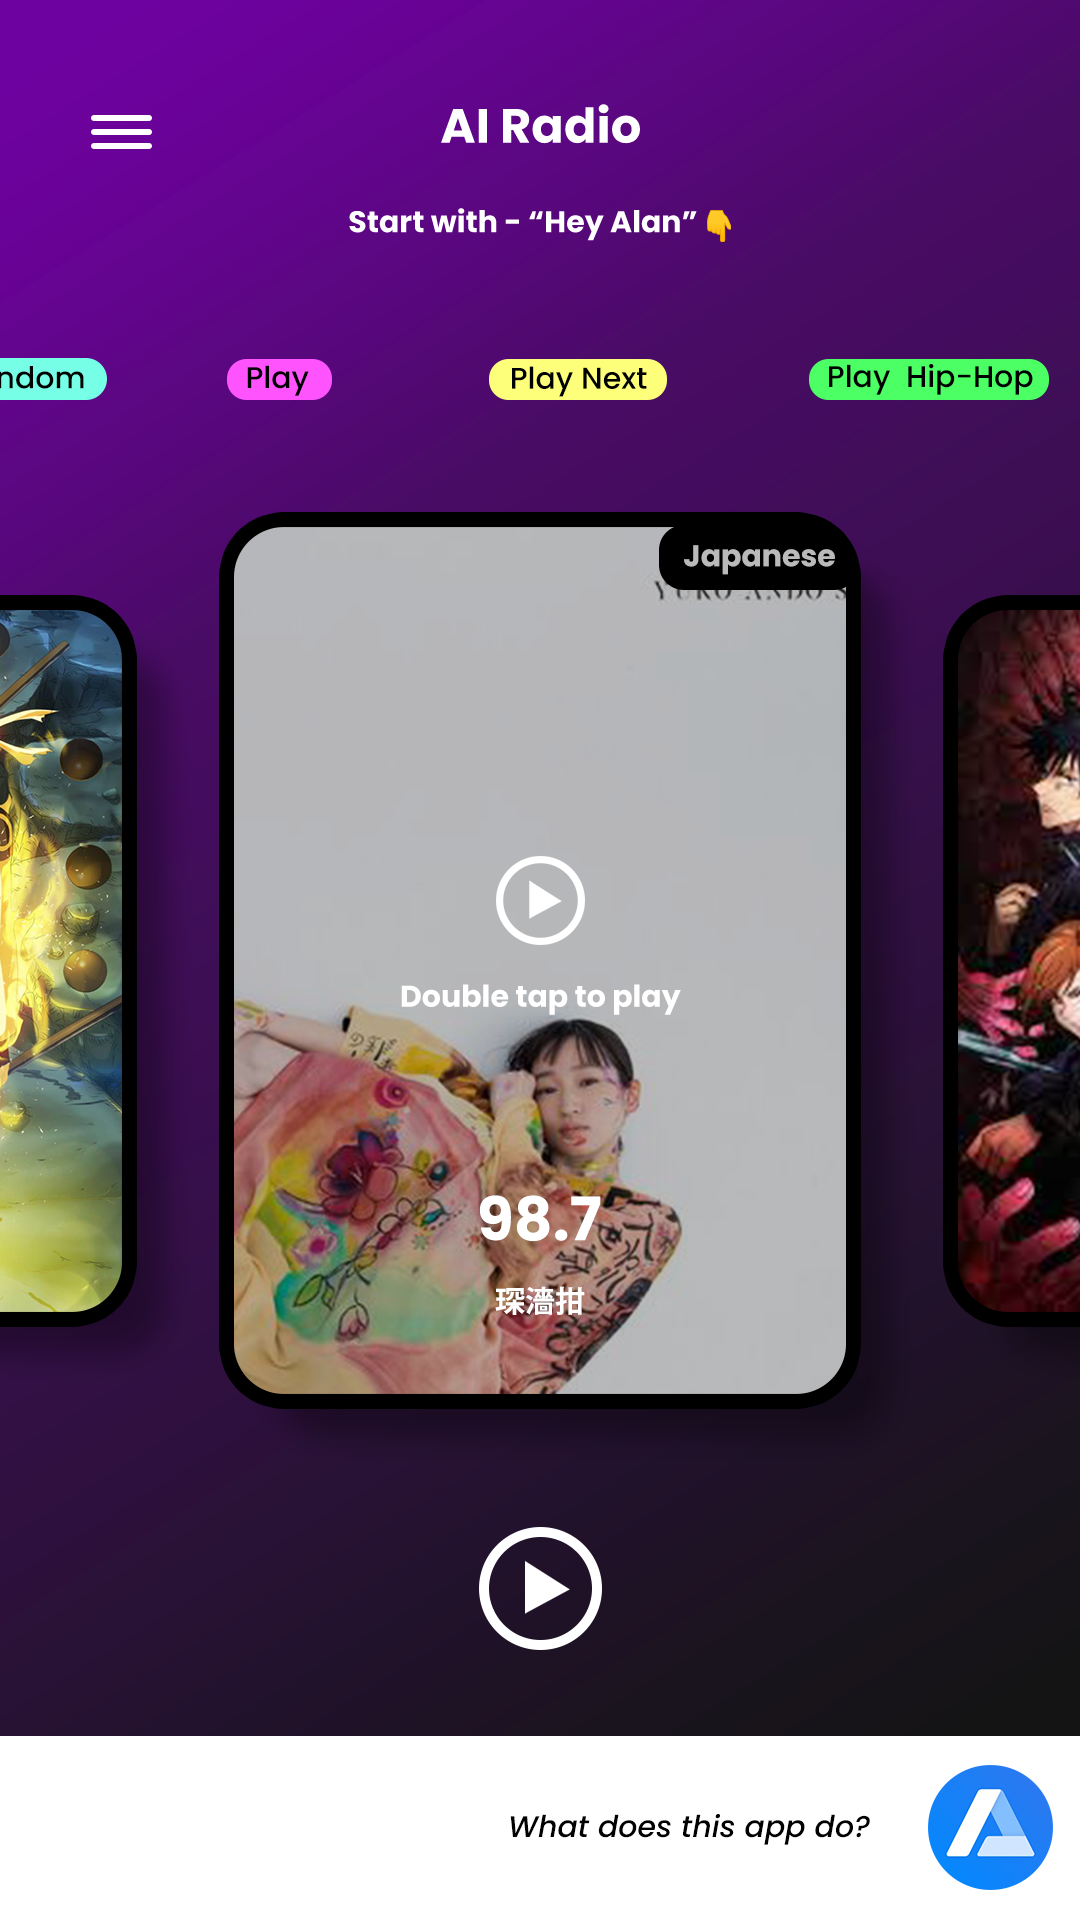 AI Radio
Start with - “Hey Alan” 👇
ndom
Play
Play Next
Play Hip-Hop
Japanese
YUKO ANDO S
Double tap to play
98.7
琛濇拑
What does this app do?